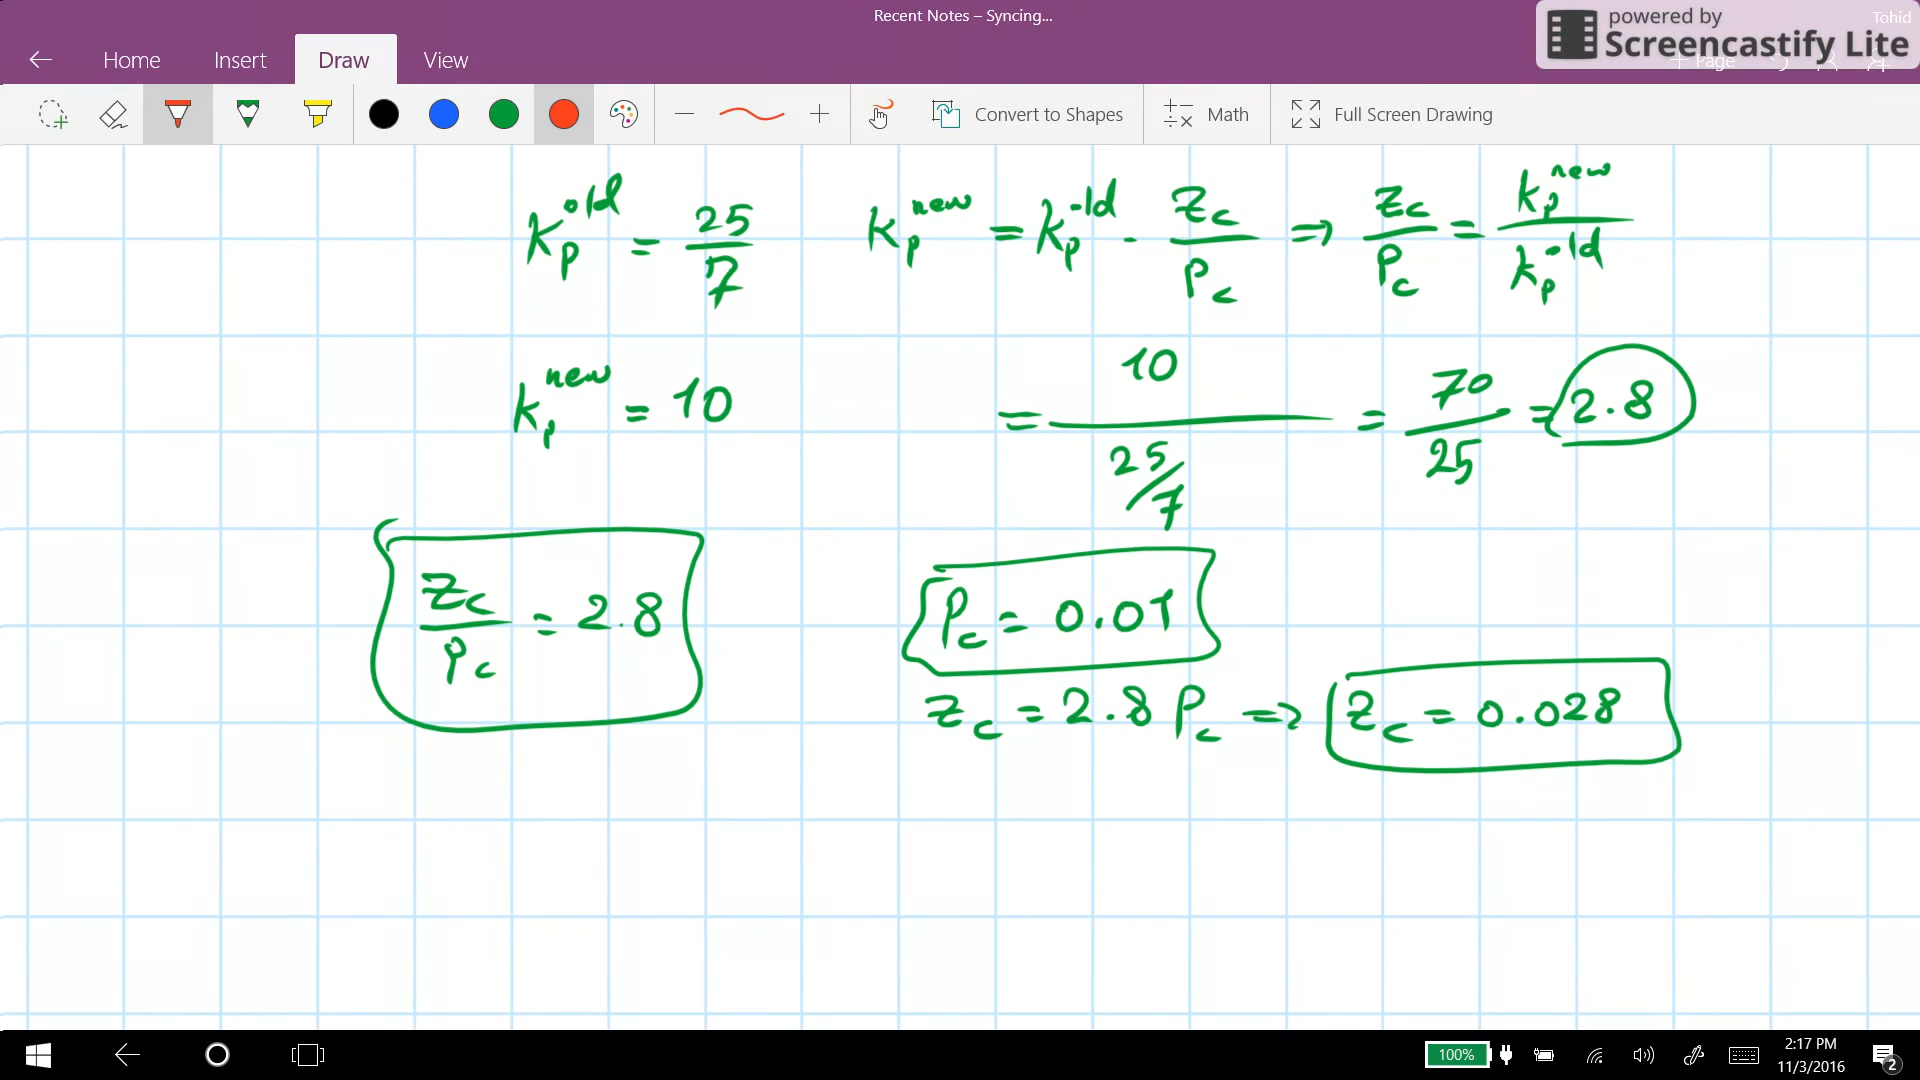 Recent Notes – Syncing...
Tohid
powered by
Screencastify Lite
Home Insert Draw View
+ Page
Convert to Shapes Math Full Screen Drawing
Kp^old = 25/7 Kp^new = Kp^old · Zc/Pc ⇒ Zc/Pc = Kp^new/Kp^old
Kp^new = 10 = 10/(25/7) = 70/25 = 2.8
Zc/Pc = 2.8 Pc = 0.01
Zc = 2.8 Pc ⇒ Zc = 0.028
100%
2:17 PM
11/3/2016
2